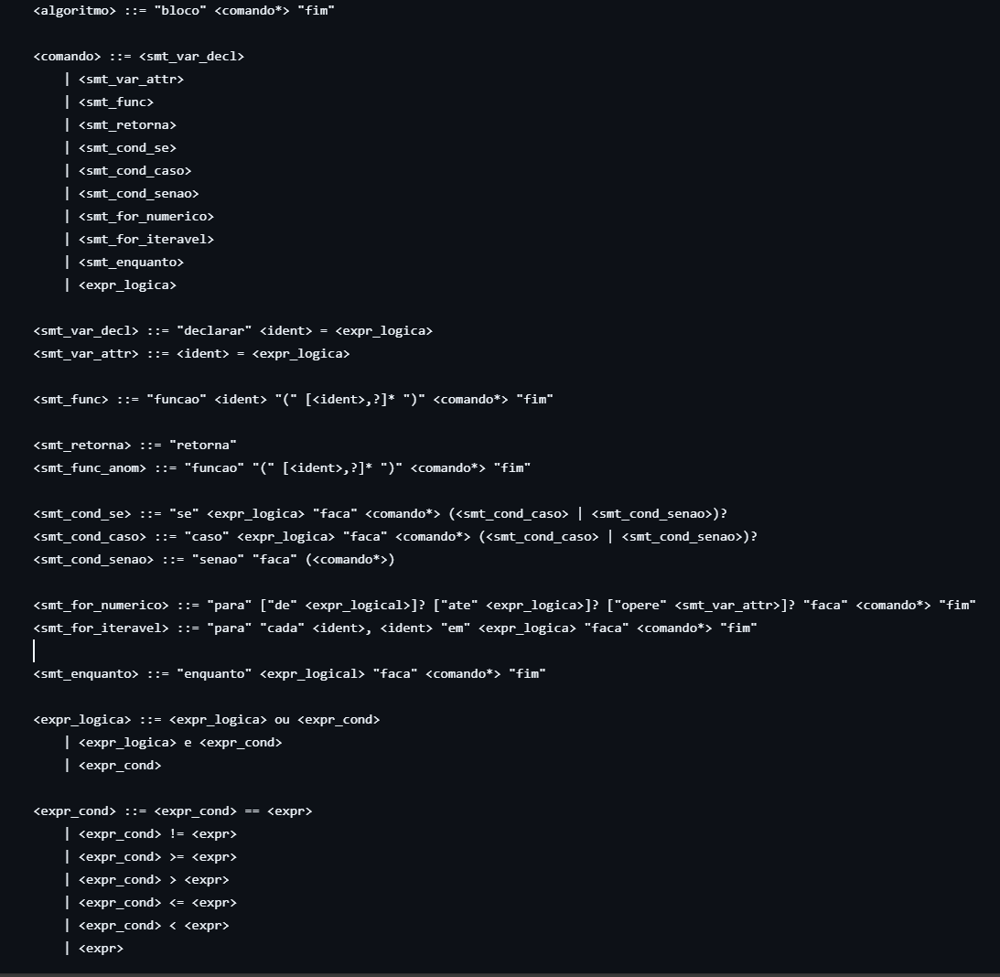 <algoritmo> ::= "bloco" <comando*> "fim"
<comando> ::= <smt_var_decl>
| <smt_var_attr>
| <smt_func>
| <smt_retorna>
| <smt_cond_se>
| <smt_cond_caso>
| <smt_cond_senao>
| <smt_for_numerico>
| <smt_for_iteravel>
| <smt_enquanto>
| <expr_logica>
<smt_var_decl> ::= "declarar" <ident> = <expr_logica>
<smt_var_attr> ::= <ident> = <expr_logica>
<smt_func> ::= "funcao" <ident> "(" [<ident>,?]* ")" <comando*> "fim"
<smt_retorna> ::= "retorna"
<smt_func_anom> ::= "funcao" "(" [<ident>,?]* ")" <comando*> "fim"
<smt_cond_se> ::= "se" <expr_logica> "faca" <comando*> (<smt_cond_caso> | <smt_cond_senao>)?
<smt_cond_caso> ::= "caso" <expr_logica> "faca" <comando*> (<smt_cond_caso> | <smt_cond_senao>)?
<smt_cond_senao> ::= "senao" "faca" (<comando*>)
<smt_for_numerico> ::= "para" ["de" <expr_logical>]? ["ate" <expr_logica>]? ["opere" <smt_var_attr>]? "faca" <comando*> "fim"
<smt_for_iteravel> ::= "para" "cada" <ident>, <ident> "em" <expr_logica> "faca" <comando*> "fim"
<smt_enquanto> ::= "enquanto" <expr_logical> "faca" <comando*> "fim"
<expr_logica> ::= <expr_logica> ou <expr_cond>
| <expr_logica> e <expr_cond>
| <expr_cond>
<expr_cond> ::= <expr_cond> == <expr>
| <expr_cond> != <expr>
| <expr_cond> >= <expr>
| <expr_cond> > <expr>
| <expr_cond> <= <expr>
| <expr_cond> < <expr>
| <expr>